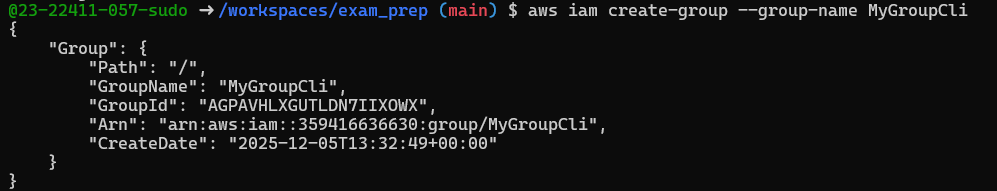 @23-22411-057-sudo ➜/workspaces/exam_prep (main) $ aws iam create-group --group-name MyGroupCli
{
    "Group": {
        "Path": "/",
        "GroupName": "MyGroupCli",
        "GroupId": "AGPAVHLXGUTLDN7IIXOWX",
        "Arn": "arn:aws:iam::359416636630:group/MyGroupCli",
        "CreateDate": "2025-12-05T13:32:49+00:00"
    }
}